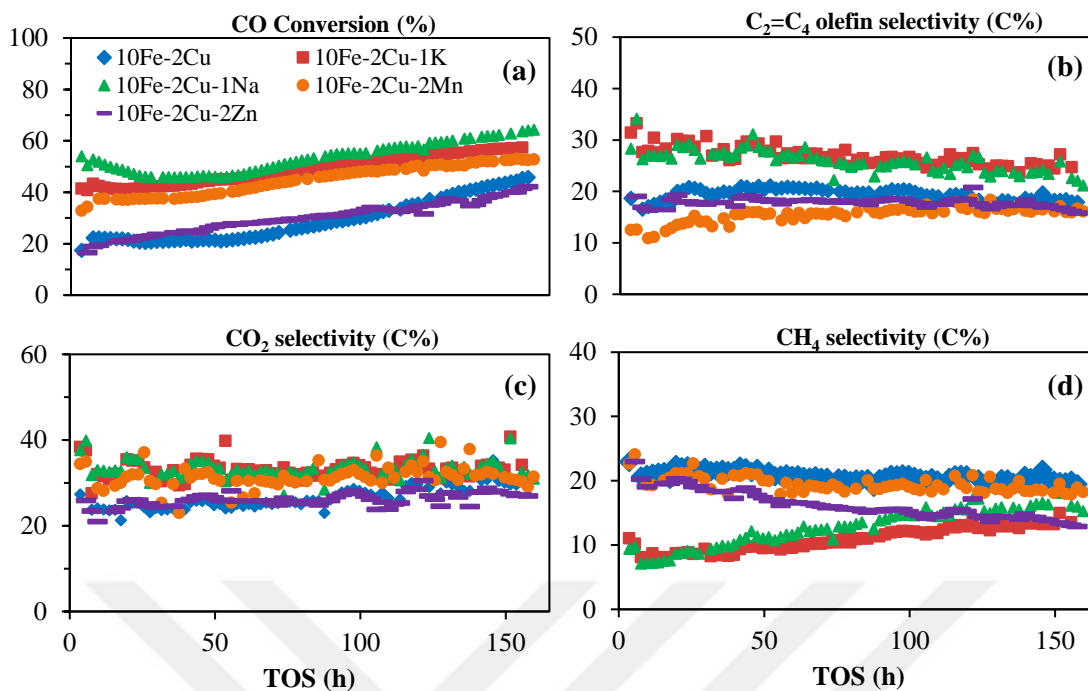 CO Conversion (%)
100
80
60
40
20
0
10Fe-2Cu
10Fe-2Cu-1K
10Fe-2Cu-1Na
10Fe-2Cu-2Mn
10Fe-2Cu-2Zn
(a)
C₂=C₄ olefin selectivity (C%)
50
40
30
20
10
0
(b)
CO₂ selectivity (C%)
60
40
20
0
(c)
0
50
100
150
TOS (h)
CH₄ selectivity (C%)
40
30
20
10
0
(d)
0
50
100
150
TOS (h)